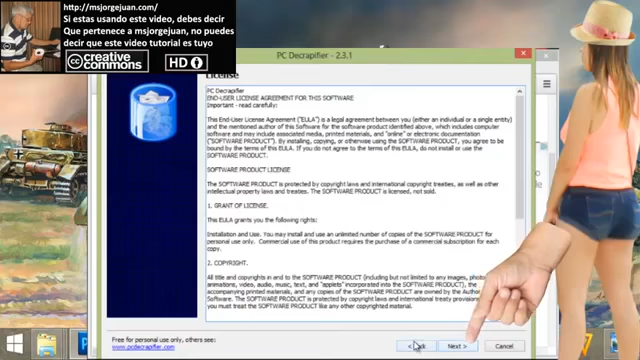 http://msjorgejuan.com/
Si estas usando este video, debes decir
Que pertenece a msjorgejuan, no puedes
decir que este video tutorial es tuyo
creative commons
HD
PC Decrapifier - 2.3.1
License
PC Decrapifier
END-USER LICENSE AGREEMENT FOR THIS SOFTWARE
Important - read carefully:
This End-User License Agreement ("EULA") is a legal agreement between you (either an individual or a single entity)
and the mentioned author of this Software for the software product identified above, which includes computer
software and may include associated media, printed materials, and "online" or electronic documentation
("SOFTWARE PRODUCT"). By installing, copying, or otherwise using the SOFTWARE PRODUCT, you agree to be
bound by the terms of this EULA. If you do not agree to the terms of this EULA, do not install or use the
SOFTWARE PRODUCT.
SOFTWARE PRODUCT LICENSE
The SOFTWARE PRODUCT is protected by copyright laws and international copyright treaties, as well as other
intellectual property laws and treaties. The SOFTWARE PRODUCT is licensed, not sold.
1. GRANT OF LICENSE.
This EULA grants you the following rights:
Installation and Use. You may install and use an unlimited number of copies of the SOFTWARE PRODUCT for
personal use only. Commercial use of this product requires the purchase of a commercial subscription for each
copy.
2. COPYRIGHT.
All title and copyrights in and to the SOFTWARE PRODUCT (including but not limited to any images,
animations, video, audio, music, text, and "applets" incorporated into the SOFTWARE PRODUCT), the
accompanying printed materials, and any copies of the SOFTWARE PRODUCT are owned by the
Software. The SOFTWARE PRODUCT is protected by copyright laws and international treaty
you must treat the SOFTWARE PRODUCT like any other copyrighted material.
Free for personal use only, others see:
www.pcdecrapifier.com
Next >
Cancel